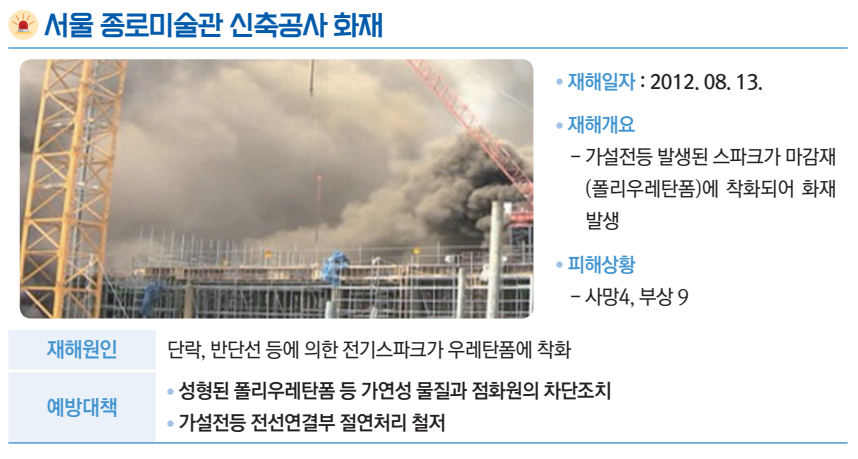 서울 종로미술관 신축공사 화재
• 재해일자 : 2012. 08. 13.
• 재해개요
– 가설전등 발생된 스파크가 마감재
(폴리우레탄폼)에 착화되어 화재
발생
• 피해상황
– 사망4, 부상 9
재해원인 단락, 반단선 등에 의한 전기스파크가 우레탄폼에 착화
예방대책
• 성형된 폴리우레탄폼 등 가연성 물질과 점화원의 차단조치
• 가설전등 전선연결부 절연처리 철저